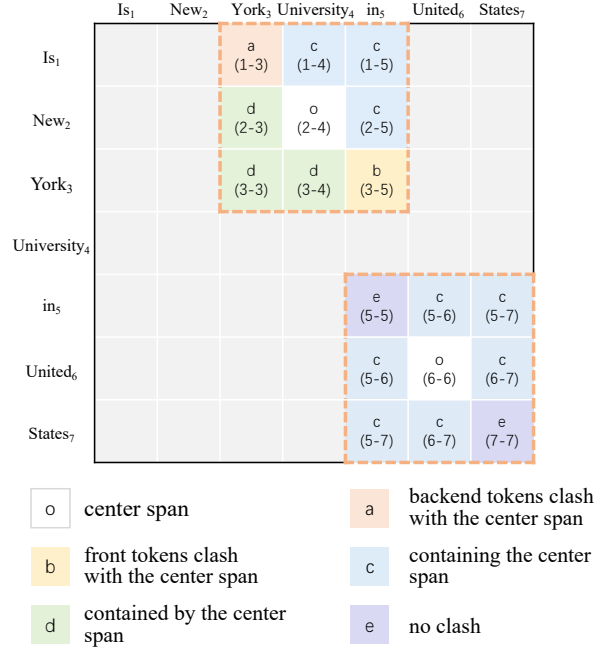 Is₁ New₂ York₃ University₄ in₅ United₆ States₇
Is₁ a c c
(1-3) (1-4) (1-5)
New₂ d o c
(2-3) (2-4) (2-5)
York₃ d d b
(3-3) (3-4) (3-5)
University₄
in₅ e c c
(5-5) (5-6) (5-7)
United₆ c o c
(5-6) (6-6) (6-7)
States₇ c c e
(5-7) (6-7) (7-7)
o center span
a backend tokens clash
with the center span
b front tokens clash
with the center span
c containing the center
span
d contained by the center
span
e no clash